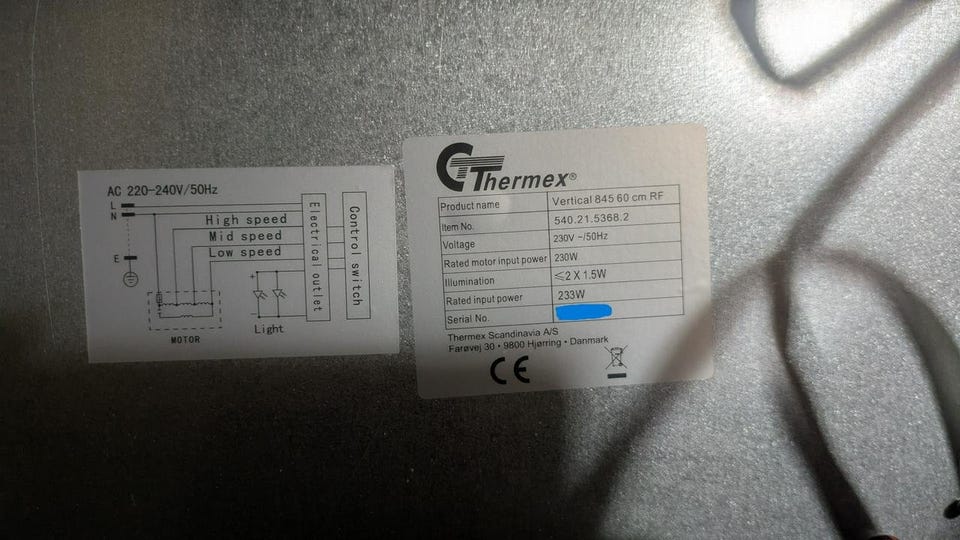 AC 220-240V/50Hz
L
N
High speed
Mid speed
Low speed
E
Electrical outlet
Control switch
+
−
Light
MOTOR
Thermex®
Product name Vertical 845 60 cm RF
Item No. 540.21.5368.2
Voltage 230V ~/50Hz
Rated motor input power 230W
Illumination ≤2 X 1.5W
Rated input power 233W
Serial No.
Thermex Scandinavia A/S
Farøvej 30 • 9800 Hjørring • Danmark
CE